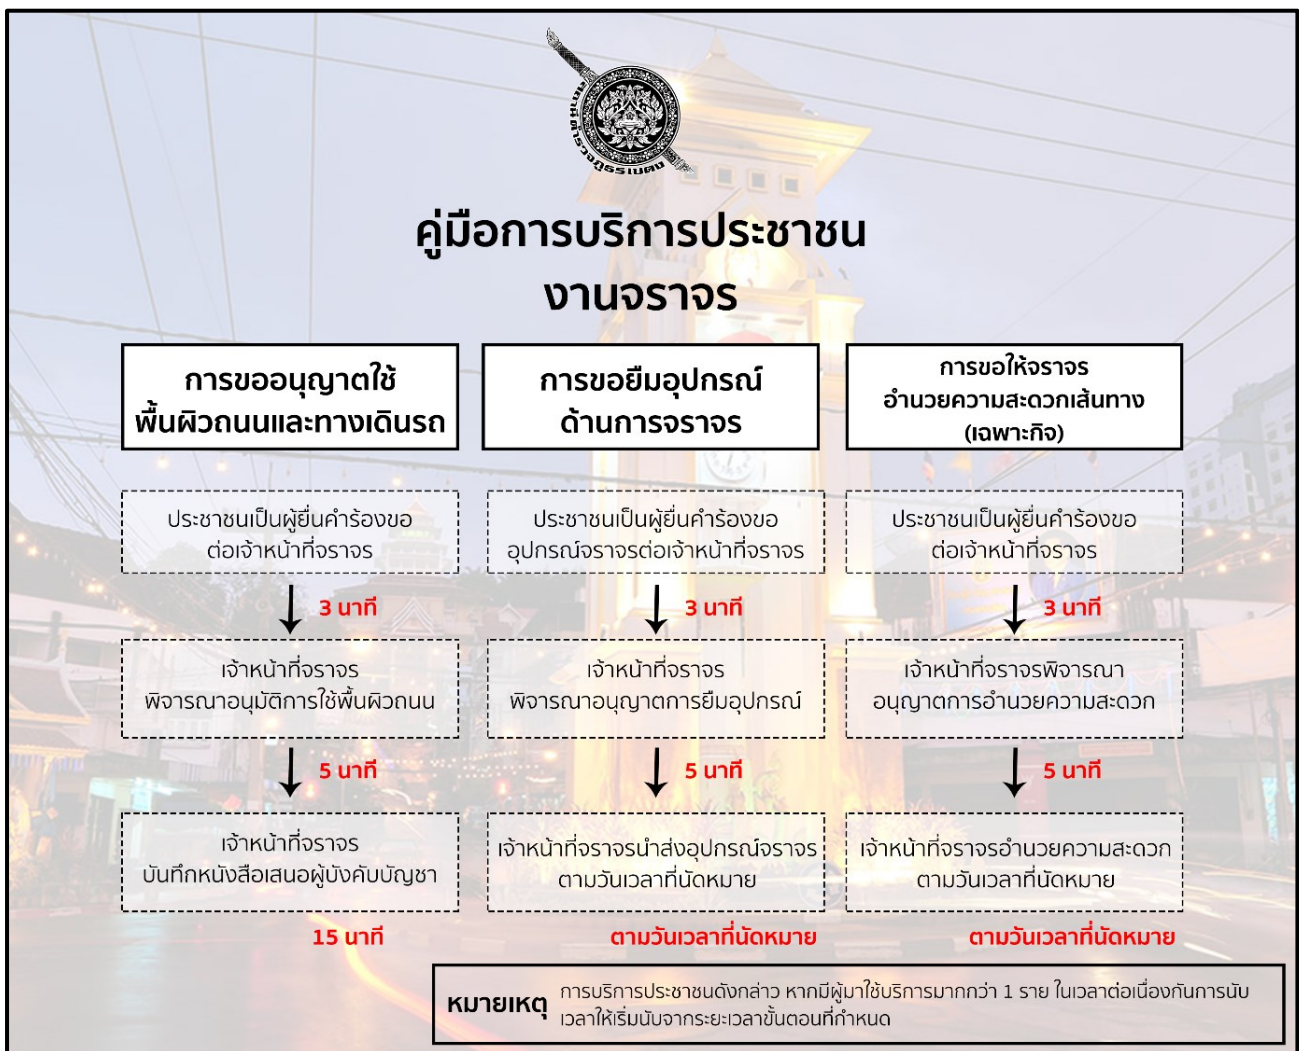 สถานีตำรวจภูธรเบตง
คู่มือการบริการประชาชน
งานจราจร
การขออนุญาตใช้
พื้นผิวถนนและทางเดินรถ
ประชาชนเป็นผู้ยื่นคำร้องขอ
ต่อเจ้าหน้าที่จราจร
3 นาที
เจ้าหน้าที่จราจร
พิจารณาอนุมัติการใช้พื้นผิวถนน
5 นาที
เจ้าหน้าที่จราจร
บันทึกหนังสือเสนอผู้บังคับบัญชา
15 นาที
การขอยืมอุปกรณ์
ด้านการจราจร
ประชาชนเป็นผู้ยื่นคำร้องขอ
อุปกรณ์จราจรต่อเจ้าหน้าที่จราจร
3 นาที
เจ้าหน้าที่จราจร
พิจารณาอนุญาตการยืมอุปกรณ์
5 นาที
เจ้าหน้าที่จราจรนำส่งอุปกรณ์จราจร
ตามวันเวลาที่นัดหมาย
ตามวันเวลาที่นัดหมาย
การขอให้จราจร
อำนวยความสะดวกเส้นทาง
(เฉพาะกิจ)
ประชาชนเป็นผู้ยื่นคำร้องขอ
ต่อเจ้าหน้าที่จราจร
3 นาที
เจ้าหน้าที่จราจรพิจารณา
อนุญาตการอำนวยความสะดวก
5 นาที
เจ้าหน้าที่จราจรอำนวยความสะดวก
ตามวันเวลาที่นัดหมาย
ตามวันเวลาที่นัดหมาย
หมายเหตุ การบริการประชาชนดังกล่าว หากมีผู้มาใช้บริการมากกว่า 1 ราย ในเวลาต่อเนื่องกันการนับ
เวลาให้เริ่มนับจากระยะเวลาขั้นตอนที่กำหนด